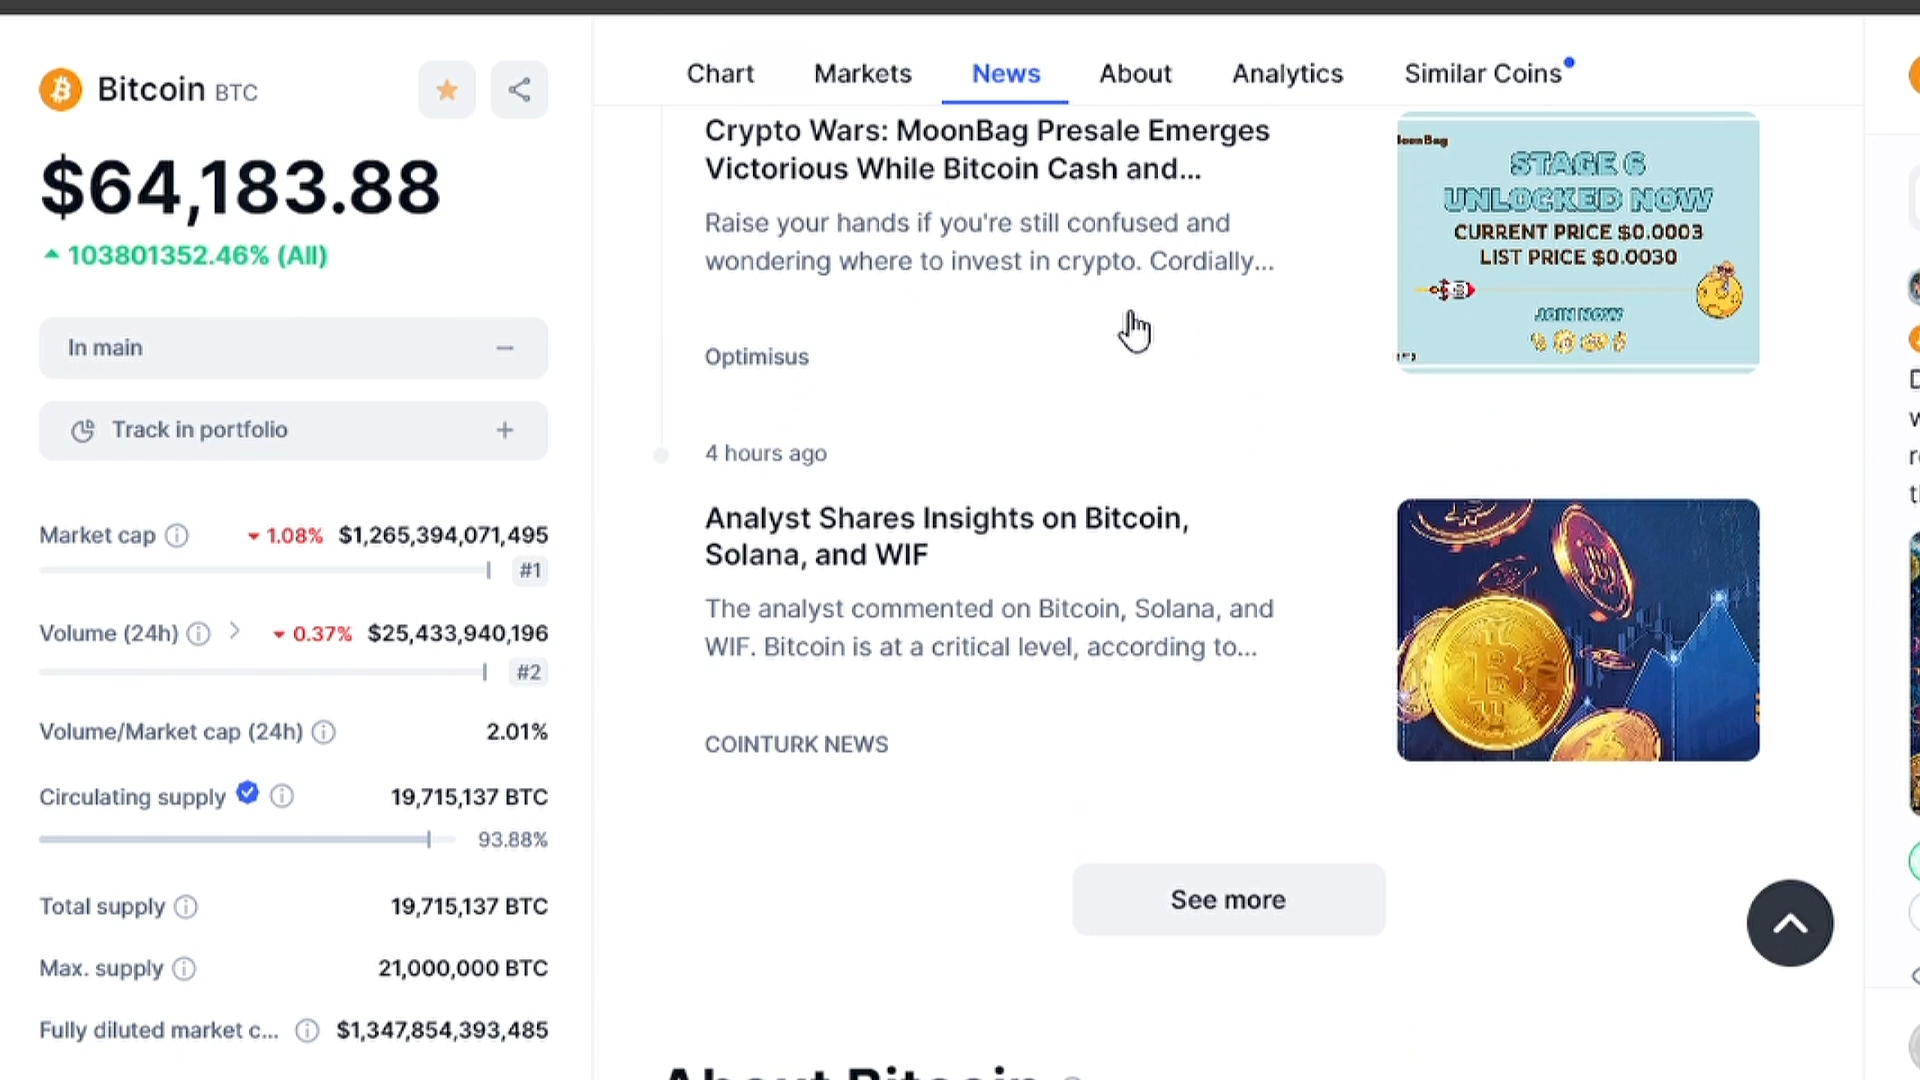 Bitcoin BTC
$64,183.88
103801352.46% (All)
In main
Track in portfolio
Market cap 1.08% $1,265,394,071,495
#1
Volume (24h) 0.37% $25,433,940,196
#2
Volume/Market cap (24h) 2.01%
Circulating supply 19,715,137 BTC
93.88%
Total supply 19,715,137 BTC
Max. supply 21,000,000 BTC
Fully diluted market c... $1,347,854,393,485
Chart Markets News About Analytics Similar Coins
Crypto Wars: MoonBag Presale Emerges
Victorious While Bitcoin Cash and...
Raise your hands if you're still confused and
wondering where to invest in crypto. Cordially...
Optimisus
MoonBag
STAGE 6
UNLOCKED NOW
CURRENT PRICE $0.0003
LIST PRICE $0.0030
JOIN NOW
4 hours ago
Analyst Shares Insights on Bitcoin,
Solana, and WIF
The analyst commented on Bitcoin, Solana, and
WIF. Bitcoin is at a critical level, according to...
COINTURK NEWS
See more
About Bitcoin